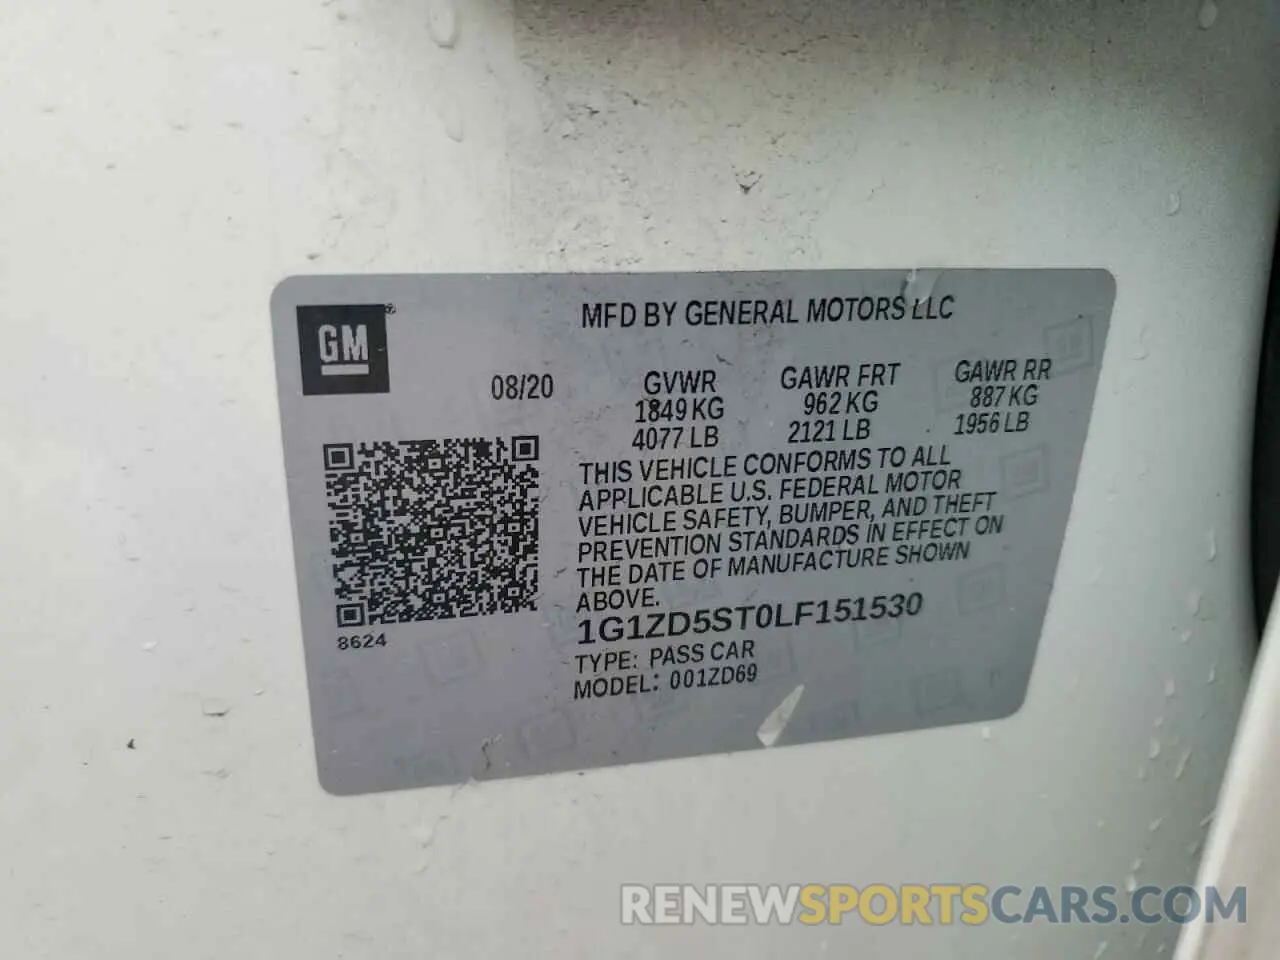 MFD BY GENERAL MOTORS LLC
GM®
08/20
GVWR GAWR FRT GAWR RR
1849 KG 962 KG 887 KG
4077 LB 2121 LB 1956 LB
THIS VEHICLE CONFORMS TO ALL
APPLICABLE U.S. FEDERAL MOTOR
VEHICLE SAFETY, BUMPER, AND THEFT
PREVENTION STANDARDS IN EFFECT ON
THE DATE OF MANUFACTURE SHOWN
ABOVE.
1G1ZD5ST0LF151530
8624
TYPE: PASS CAR
MODEL: 001ZD69
RENEWSPORTSCARS.COM